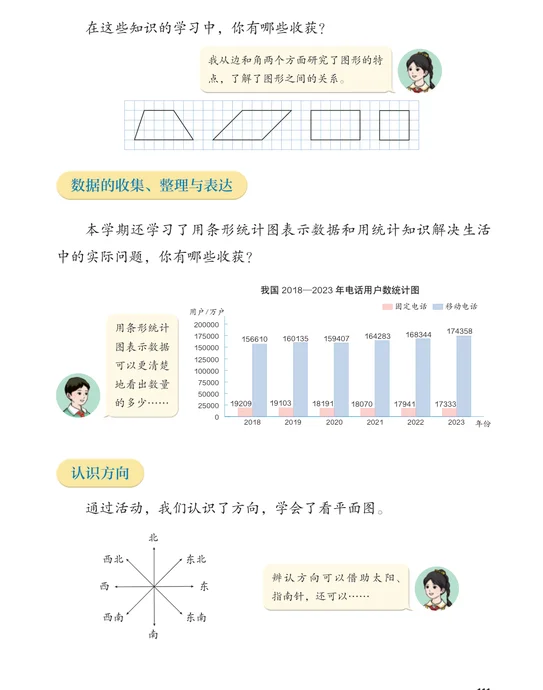 在这些知识的学习中，你有哪些收获？
我从边和角两个方面研究了图形的特
点，了解了图形之间的关系。
数据的收集、整理与表达
本学期还学习了用条形统计图表示数据和用统计知识解决生活
中的实际问题，你有哪些收获？
我国 2018—2023 年电话用户数统计图
用户/万户
固定电话 移动电话
用条形统计
图表示数据
可以更清楚
地看出数量
的多少……
200000
175000
150000
125000
100000
75000
50000
25000
0
156610 160135 159407 164283 168344 174358
19209 19103 18191 18070 17941 17333
2018 2019 2020 2021 2022 2023 年份
认识方向
通过活动，我们认识了方向，学会了看平面图。
北
西北 东北
西 东
西南 东南
南
辨认方向可以借助太阳、
指南针，还可以……